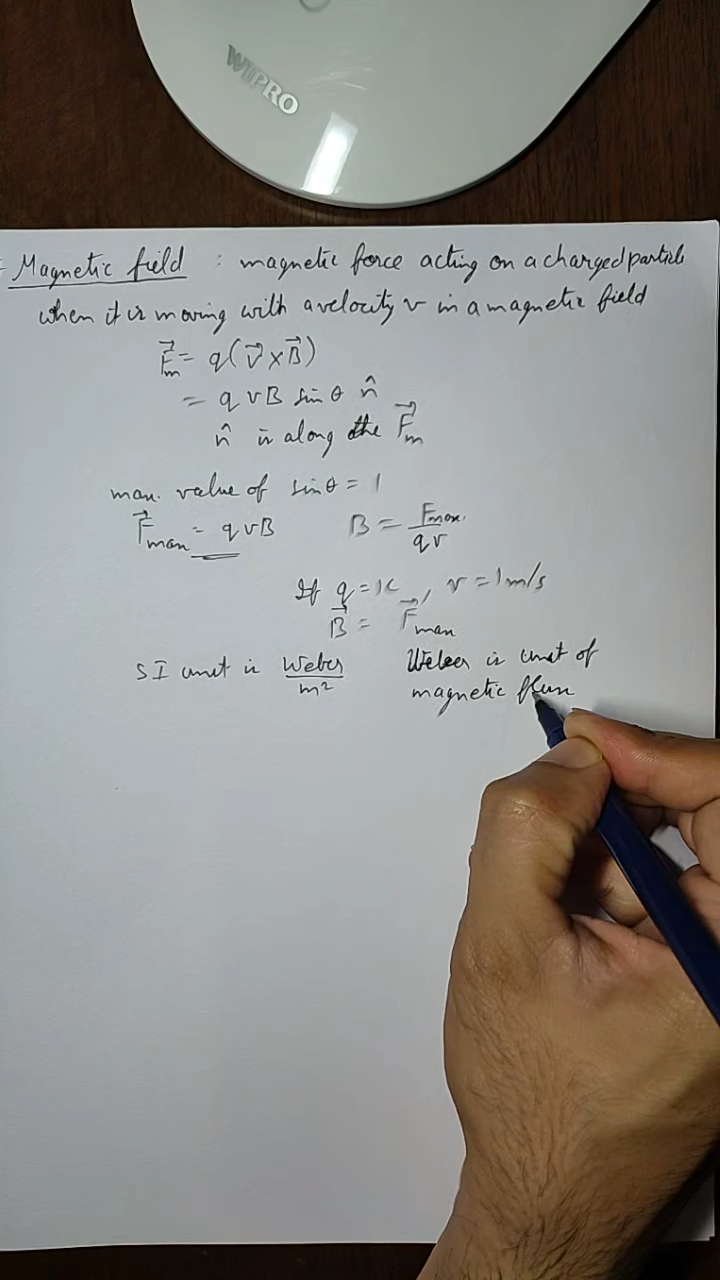 WIPRO
Magnetic field : magnetic force acting on a charged particle
when it is moving with a velocity v in a magnetic field
F⃗m = q(V⃗ × B⃗)
= q v B sin θ n̂
n̂ is along the F⃗m
max. value of sin θ = 1
F⃗max = q v B B = Fmax. / qv
If q = 1C, v = 1 m/s
B⃗ = F⃗max
SI unit is Weber / m² Weber is unit of
magnetic flux